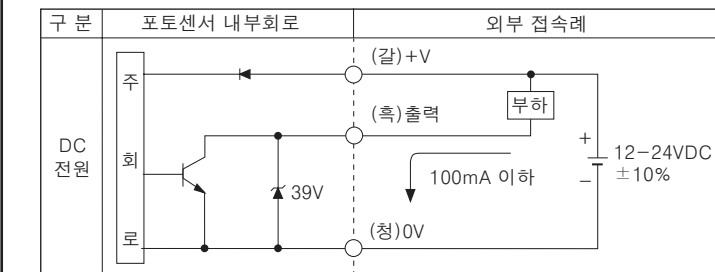 구 분
포토센서 내부회로
외부 접속례
DC
전원
주
회
로
39V
(갈)+V
(흑)출력
부하
100mA 이하
(청)0V
+
−
12−24VDC
±10%